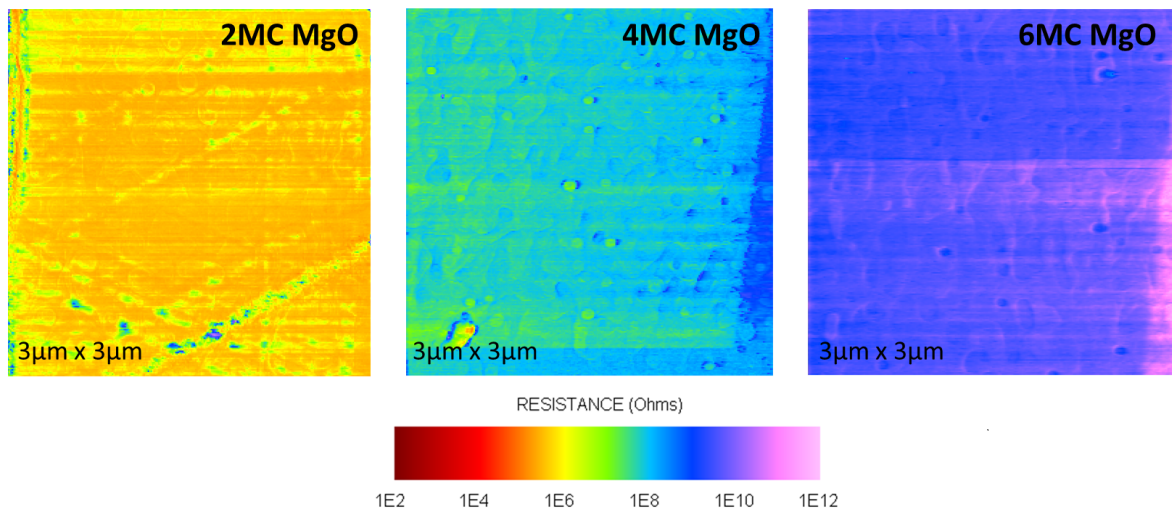 2MC MgO
4MC MgO
6MC MgO
3µm x 3µm
3µm x 3µm
3µm x 3µm
RESISTANCE (Ohms)
1E2 1E4 1E6 1E8 1E10 1E12